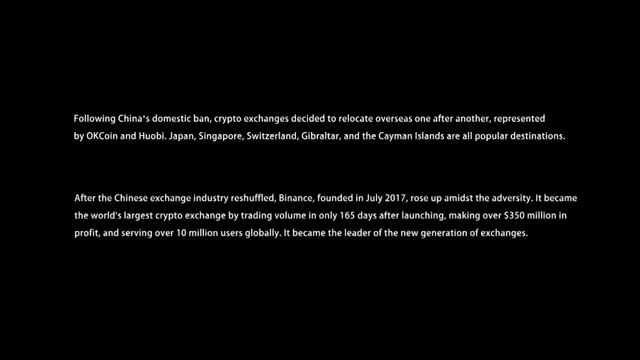 Following China's domestic ban, crypto exchanges decided to relocate overseas one after another, represented
by OKCoin and Huobi. Japan, Singapore, Switzerland, Gibraltar, and the Cayman Islands are all popular destinations.
After the Chinese exchange industry reshuffled, Binance, founded in July 2017, rose up amidst the adversity. It became
the world's largest crypto exchange by trading volume in only 165 days after launching, making over $350 million in
profit, and serving over 10 million users globally. It became the leader of the new generation of exchanges.